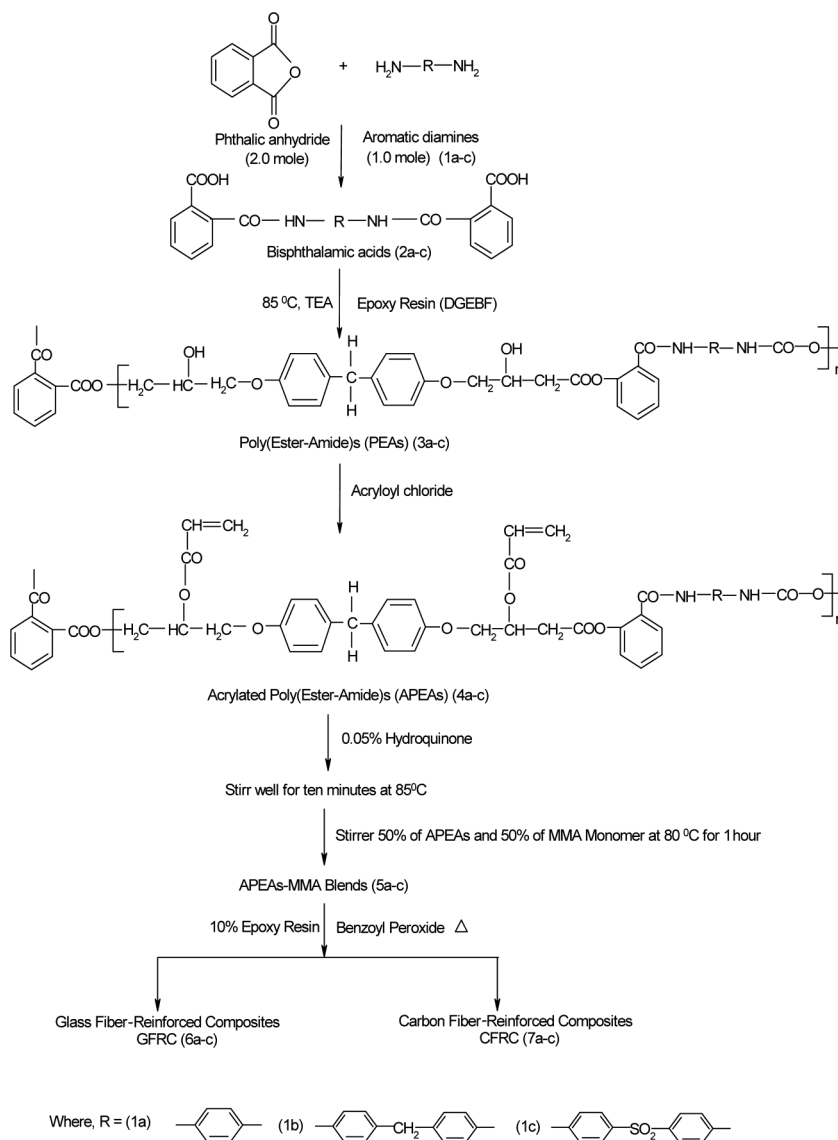 O
O
O
+ H2N—R—NH2
Phthalic anhydride
(2.0 mole)
Aromatic diamines
(1.0 mole) (1a-c)
COOH COOH
CO — HN — R — NH — CO
Bisphthalamic acids (2a-c)
85 ⁰C, TEA Epoxy Resin (DGEBF)
CO OH H OH CO—NH—R—NH—CO—O
COO H2C—HC—H2C—O C O—CH2CH—CH2—COO n
H
Poly(Ester-Amide)s (PEAs) (3a-c)
Acryloyl chloride
CH=CH2 CH=CH2
CO CO
CO O H O CO—NH—R—NH—CO—O
COO H2C—HC—H2C—O C O—CH2CH—CH2—COO n
H
Acrylated Poly(Ester-Amide)s (APEAs) (4a-c)
0.05% Hydroquinone
Stirr well for ten minutes at 85⁰C
Stirrer 50% of APEAs and 50% of MMA Monomer at 80 ⁰C for 1 hour
APEAs-MMA Blends (5a-c)
10% Epoxy Resin Benzoyl Peroxide △
Glass Fiber-Reinforced Composites
GFRC (6a-c)
Carbon Fiber-Reinforced Composites
CFRC (7a-c)
Where, R = (1a) (1b) CH2 (1c) SO2